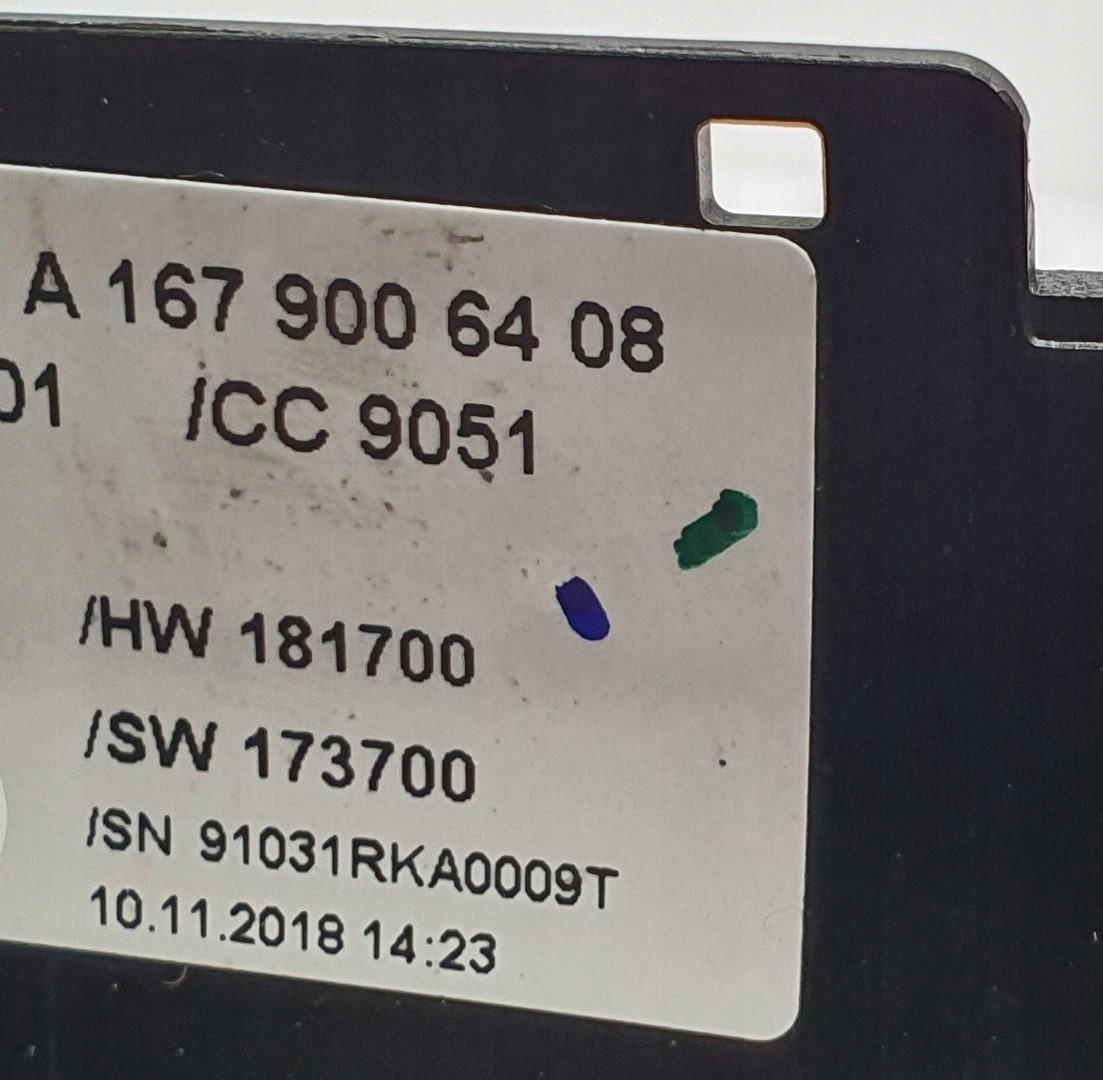 A 167 900 64 08
01 /CC 9051
/HW 181700
/SW 173700
/SN 91031RKA0009T
10.11.2018 14:23